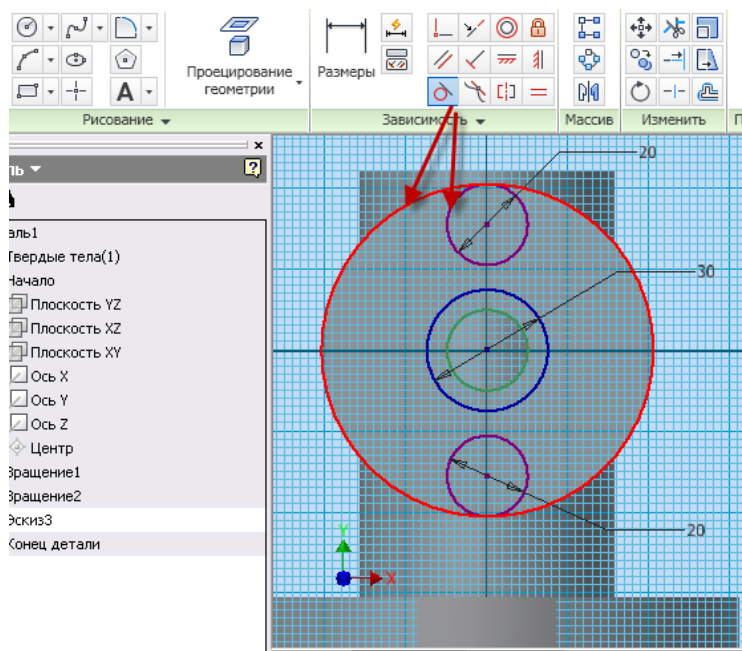 Проецирование
геометрии
Размеры
A
Рисование
Зависимость
Массив
Изменить
П
ль
?
аль1
Твердые тела(1)
Начало
Плоскость YZ
Плоскость XZ
Плоскость XY
Ось X
Ось Y
Ось Z
Центр
Вращение1
Вращение2
Эскиз3
Конец детали
20
30
20
Y
X